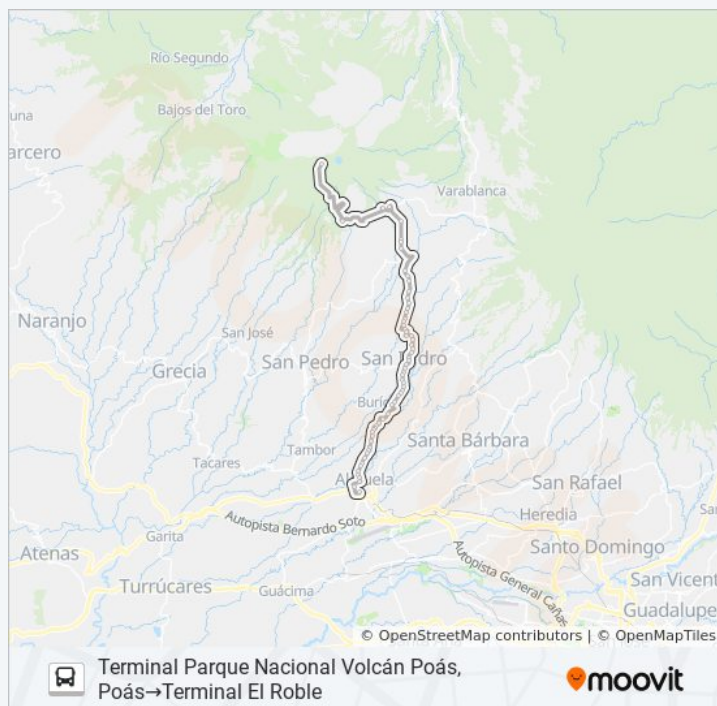 Río Segundo
Bajos del Toro
una
arcero
Varablanca
Naranjo
San José
San Pedro
Grecia
Santa Bárbara
Tambor
Tacares
San Rafael
Heredia
Autopista Bernardo Soto
Garita
Santo Domingo
Atenas
Autopista General Cañas
San Vicent
Turrúcares
Guácima
Guadalupe
© OpenStreetMap contributors | © OpenMapTiles
Terminal Parque Nacional Volcán Poás,
Poás→Terminal El Roble
moovit